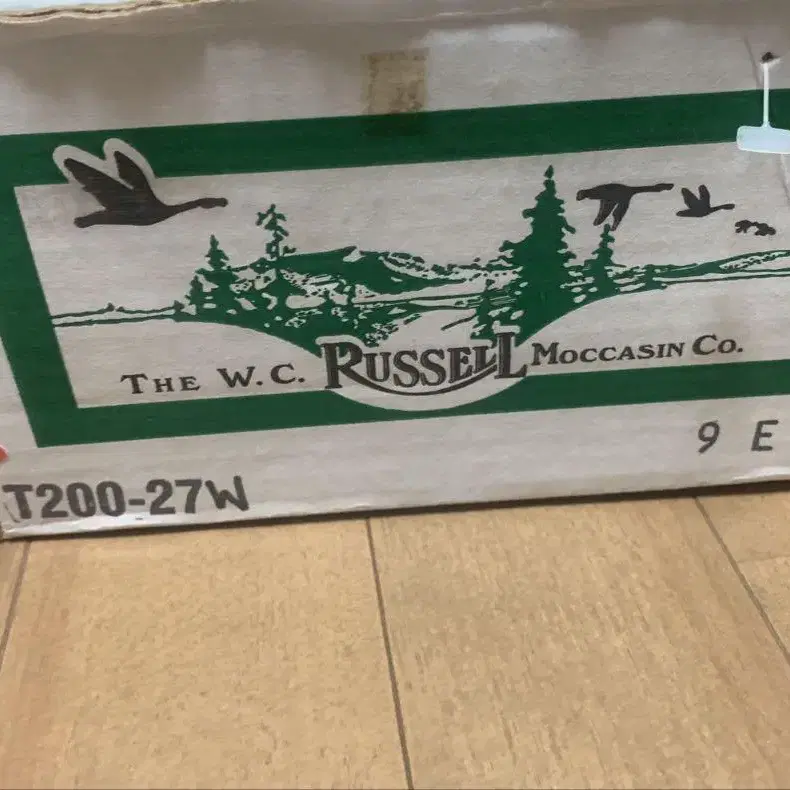 THE W.C. RUSSELL MOCCASIN CO.
9 E
T200-27W